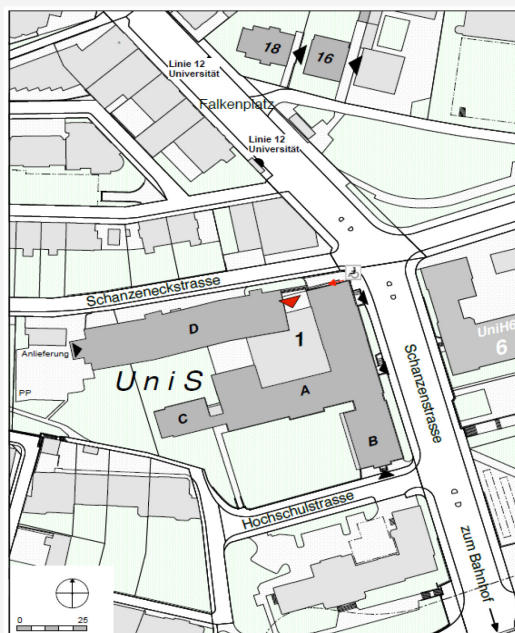 18
16
Linie 12
Universität
Falkenplatz
Linie 12
Universität
Schanzeneckstrasse
D
1
UniH6
6
Anlieferung
UniS
Schanzenstrasse
A
PP
C
B
Hochschulstrasse
zum Bahnhof
0 25